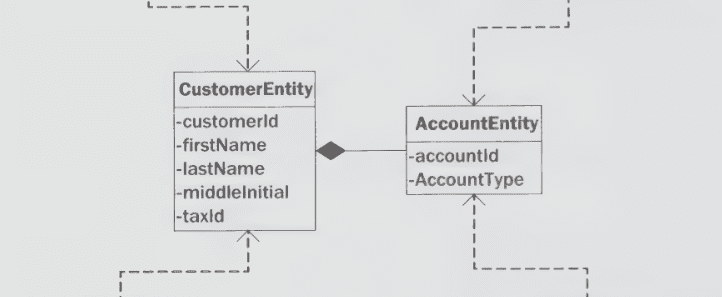 CustomerEntity
-customerId
-firstName
-lastName
-middleInitial
-taxId
AccountEntity
-accountId
-AccountType